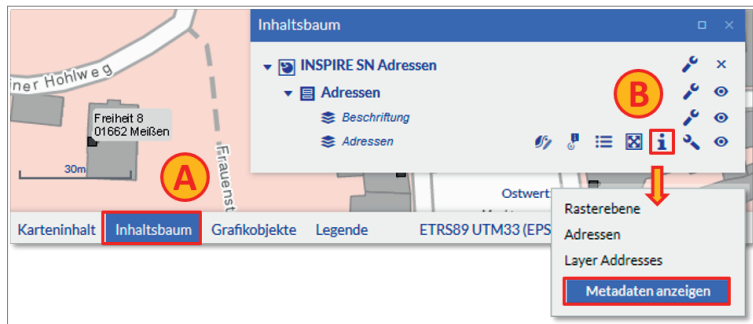 Inhaltsbaum
INSPIRE SN Adressen
Adressen
Beschriftung
Adressen
B
iner Hohlweg
Freiheit 8
01662 Meißen
30m
A
Frauenst
Ostwert
Karteninhalt Inhaltsbaum Grafikobjekte Legende ETRS89 UTM33 (EPS
Rasterebene
Adressen
Layer Addresses
Metadaten anzeigen